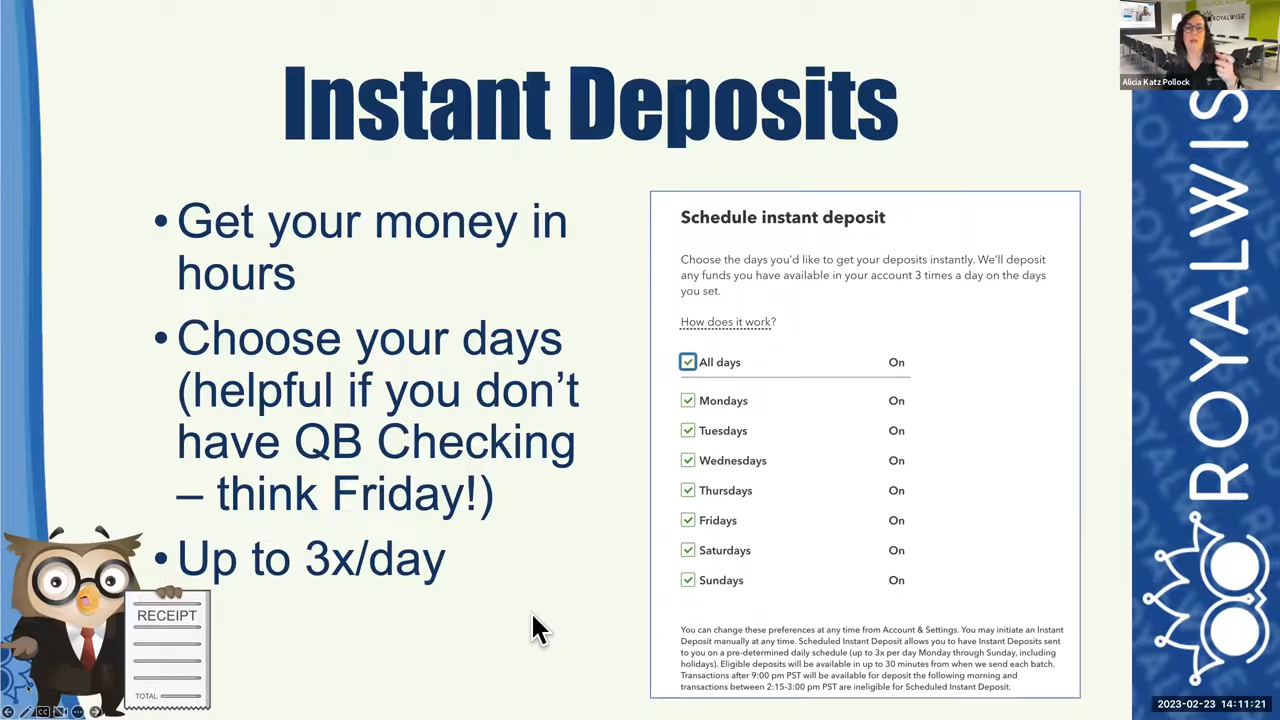 Instant Deposits
•Get your money in
hours
•Choose your days
(helpful if you don’t
have QB Checking
– think Friday!)
•Up to 3x/day
RECEIPT
TOTAL
Schedule instant deposit
Choose the days you’d like to get your deposits instantly. We’ll deposit
any funds you have available in your account 3 times a day on the days
you set.
How does it work?
All days On
Mondays On
Tuesdays On
Wednesdays On
Thursdays On
Fridays On
Saturdays On
Sundays On
You can change these preferences at any time from Account & Settings. You may initiate an Instant
Deposit manually at any time. Scheduled Instant Deposit allows you to have Instant Deposits sent
to you on a pre-determined daily schedule (up to 3x per day Monday through Sunday, including
holidays). Eligible deposits will be available in up to 30 minutes from when we send each batch.
Transactions after 9:00 pm PST will be available for deposit the following morning and
transactions between 2:15-3:00 pm PST are ineligible for Scheduled Instant Deposit.
ROYALWISE
Alicia Katz Pollock
ROYALWIS
2023-02-23 14:11:21